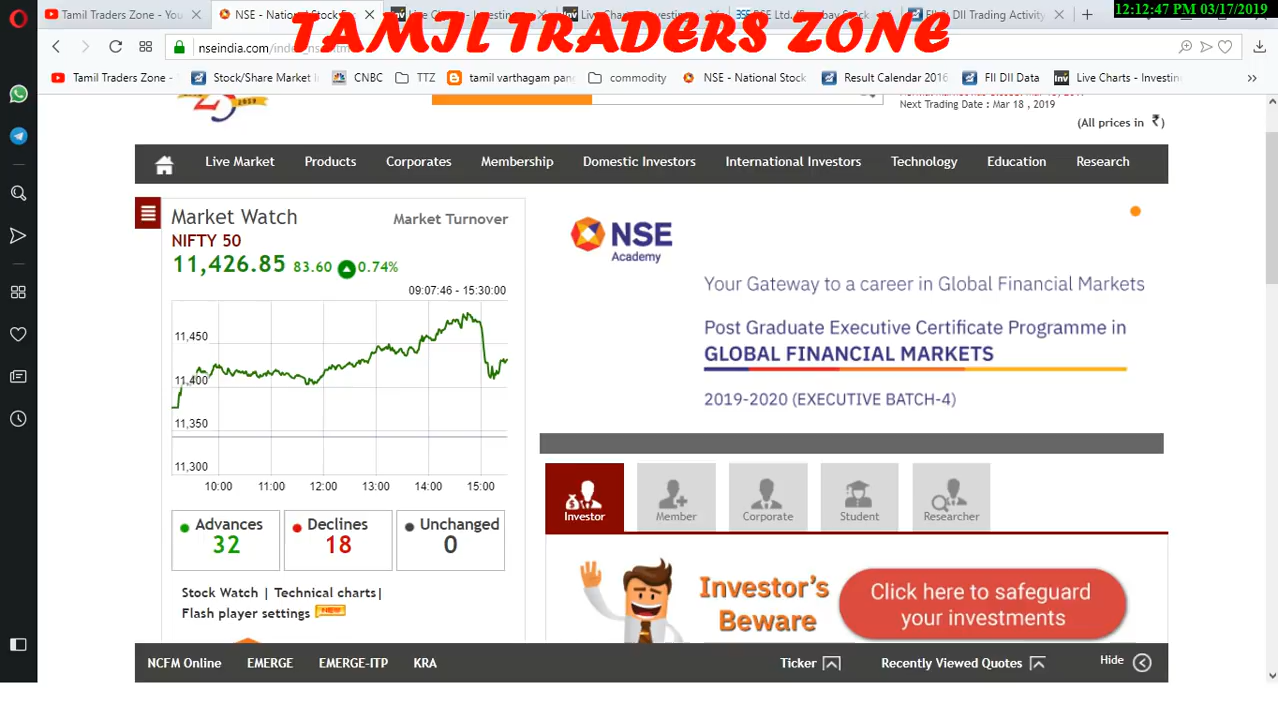 12:12:47 PM 03/17/2019
Tamil Traders Zone - You
NSE - National Stock E
FII & DII Trading Activity
TAMIL TRADERS ZONE
nseindia.com/
Tamil Traders Zone -
Stock/Share Market
CNBC
TTZ
tamil varthagam pan
commodity
NSE - National Stock
Result Calendar 2016
FII DII Data
Live Charts - Investin
Next Trading Date : Mar 18 , 2019
(All prices in ₹)
Live Market
Products
Corporates
Membership
Domestic Investors
International Investors
Technology
Education
Research
Market Watch
Market Turnover
NIFTY 50
11,426.85 83.60 0.74%
09:07:46 - 15:30:00
11,450
11,400
11,350
11,300
10:00 11:00 12:00 13:00 14:00 15:00
Advances
32
Declines
18
Unchanged
0
Stock Watch | Technical charts|
Flash player settings NEW
NSE
Academy
Your Gateway to a career in Global Financial Markets
Post Graduate Executive Certificate Programme in
GLOBAL FINANCIAL MARKETS
2019-2020 (EXECUTIVE BATCH-4)
Investor
Member
Corporate
Student
Researcher
Investor's
Beware
Click here to safeguard
your investments
NCFM Online
EMERGE
EMERGE-ITP
KRA
Ticker
Recently Viewed Quotes
Hide